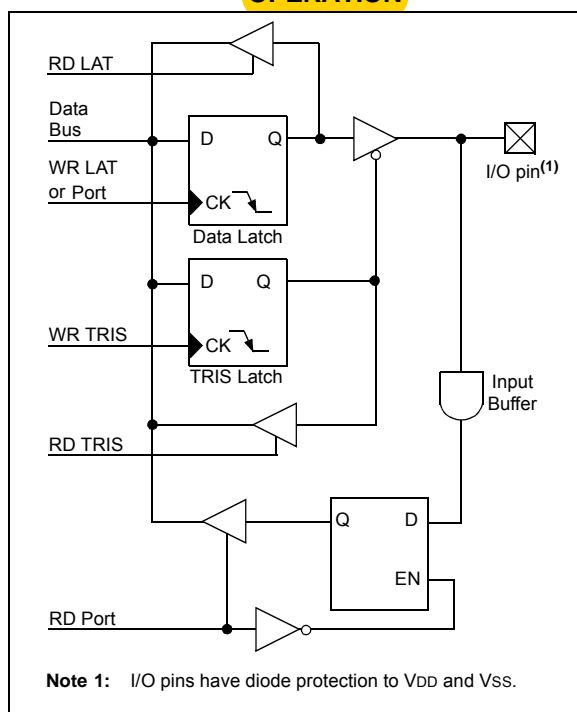 OPERATION
RD LAT
Data
Bus
D Q
WR LAT
or Port
CK
Data Latch
I/O pin(1)
D Q
WR TRIS
CK
TRIS Latch
Input
Buffer
RD TRIS
Q D
EN
RD Port
Note 1: I/O pins have diode protection to VDD and VSS.